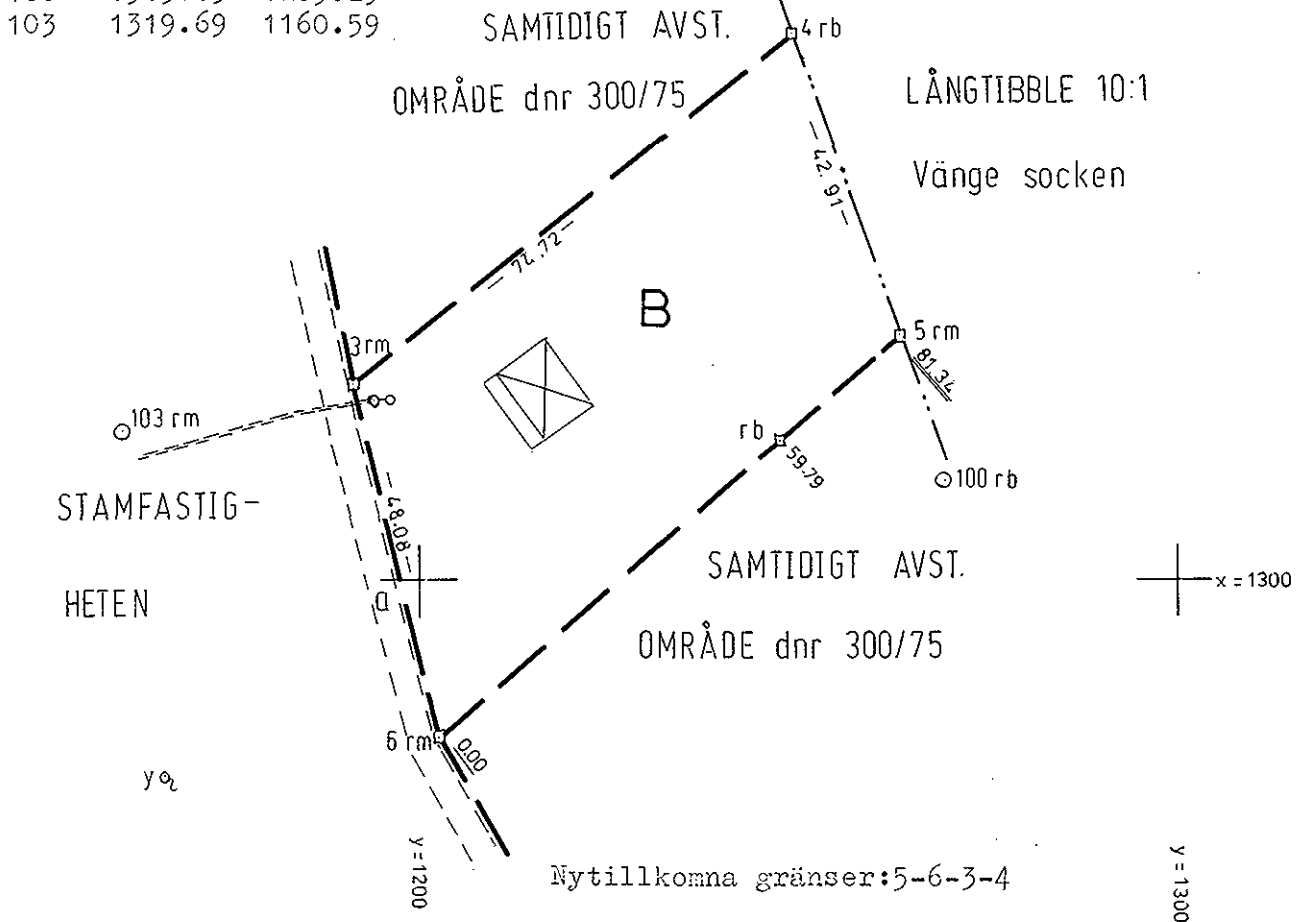 103 1319.69 1160.59
SAMTIDIGT AVST.
OMRÅDE dnr 300/75
4 rb
LÅNGTIBBLE 10:1
Vänge socken
— 42.91 —
— 74.72 —
B
3 rm
5 rm
81.34
103 rm
rb
59.79
100 rb
STAMFASTIG-
HETEN
— 48.08 —
SAMTIDIGT AVST.
OMRÅDE dnr 300/75
x = 1300
6 rm
0.00
y = 1200
y = 1300
Nytillkomna gränser:5-6-3-4